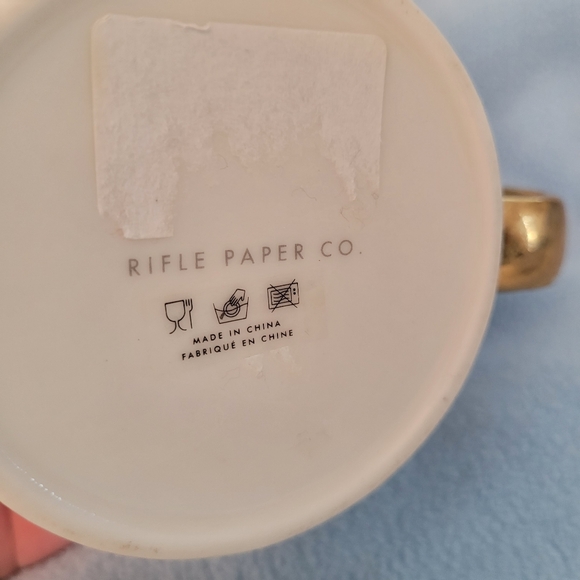 RIFLE PAPER CO.
MADE IN CHINA
FABRIQUÉ EN CHINE